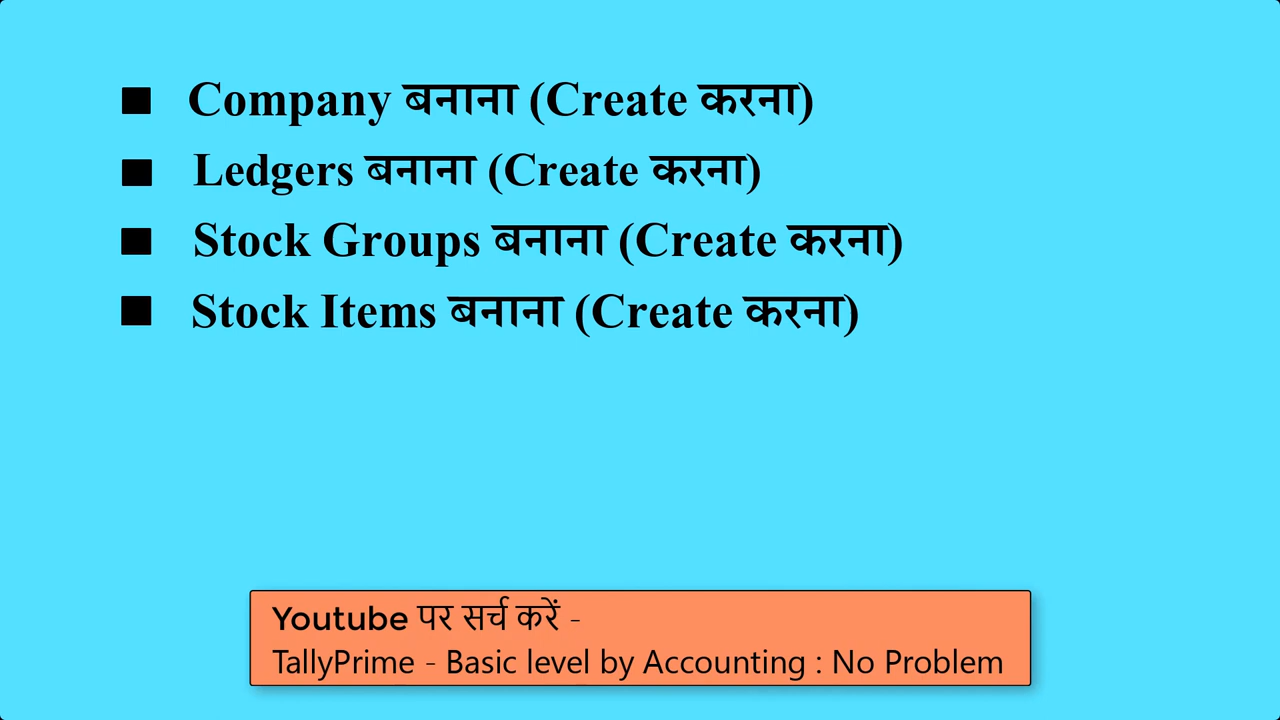 Company बनाना (Create करना)
Ledgers बनाना (Create करना)
Stock Groups बनाना (Create करना)
Stock Items बनाना (Create करना)
Youtube पर सर्च करें -
TallyPrime - Basic level by Accounting : No Problem